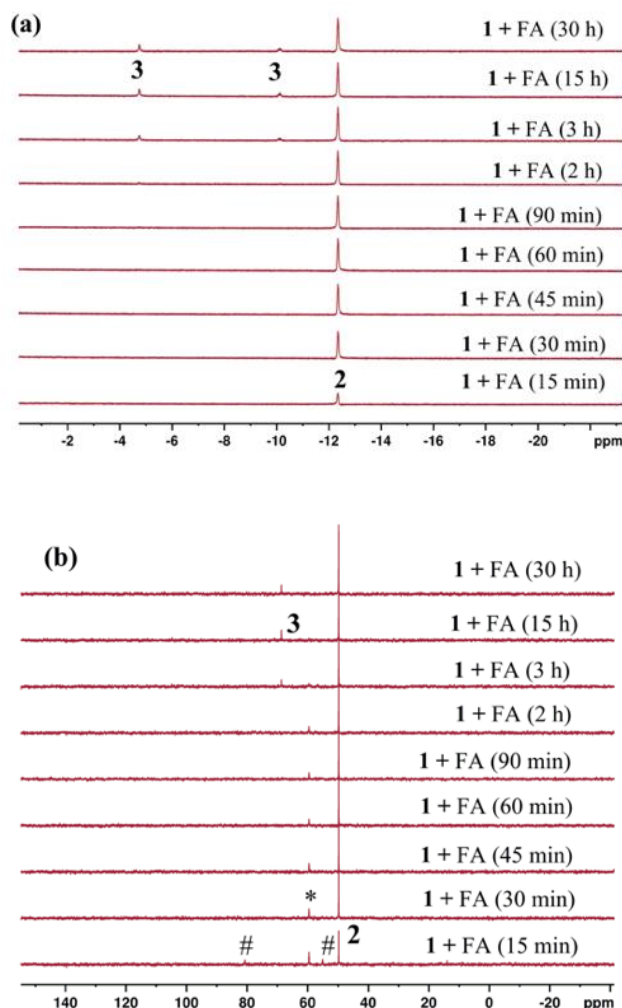 (a)
1 + FA (30 h)
3 3 1 + FA (15 h)
1 + FA (3 h)
1 + FA (2 h)
1 + FA (90 min)
1 + FA (60 min)
1 + FA (45 min)
1 + FA (30 min)
2 1 + FA (15 min)
-2 -4 -6 -8 -10 -12 -14 -16 -18 -20 ppm
(b)
1 + FA (30 h)
3 1 + FA (15 h)
1 + FA (3 h)
1 + FA (2 h)
1 + FA (90 min)
1 + FA (60 min)
1 + FA (45 min)
* 1 + FA (30 min)
# # 2 1 + FA (15 min)
140 120 100 80 60 40 20 0 -20 ppm